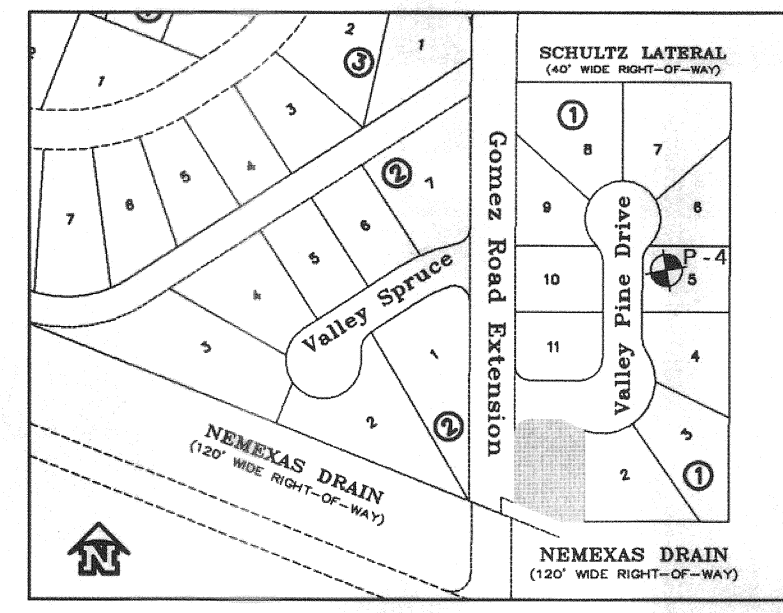 1
2
3
1
3
SCHULTZ LATERAL
(40' WIDE RIGHT-OF-WAY)
1
8
7
7
6
5
4
2
1
6
5
4
3
Valley Spruce
1
2
2
Gomez Road Extension
9
6
10
P-4
5
11
4
Valley Pine Drive
3
2
1
NEMEXAS DRAIN
(120' WIDE RIGHT-OF-WAY)
N
NEMEXAS DRAIN
(120' WIDE RIGHT-OF-WAY)